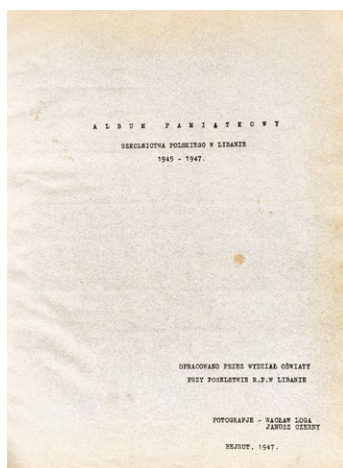 ALBUM PAMIĄTKOWY
SZKOLNICTWA POLSKIEGO W LIBANIE
1945 - 1947.
OPRACOWANO PRZEZ WYDZIAŁ OŚWIATY
PRZY POSELSTWIE R.P.W LIBANIE
FOTOGRAFJE - WACŁAW LOGA
JANUSZ CZERNY
BEJRUT, 1947.